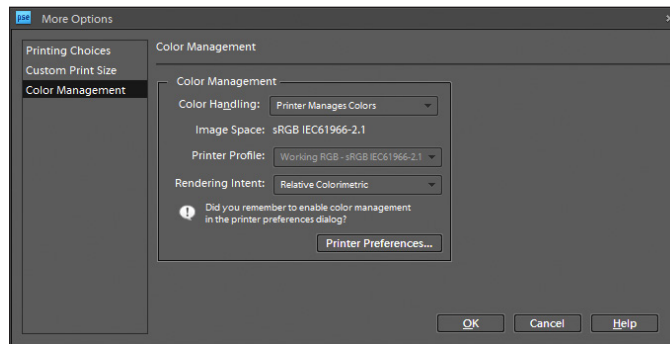 pse More Options
Printing Choices
Custom Print Size
Color Management
Color Management
Color Management
Color Handling: Printer Manages Colors
Image Space: sRGB IEC61966-2.1
Printer Profile: Working RGB - sRGB IEC61966-2.1
Rendering Intent: Relative Colorimetric
Did you remember to enable color management
in the printer preferences dialog?
Printer Preferences...
OK Cancel Help